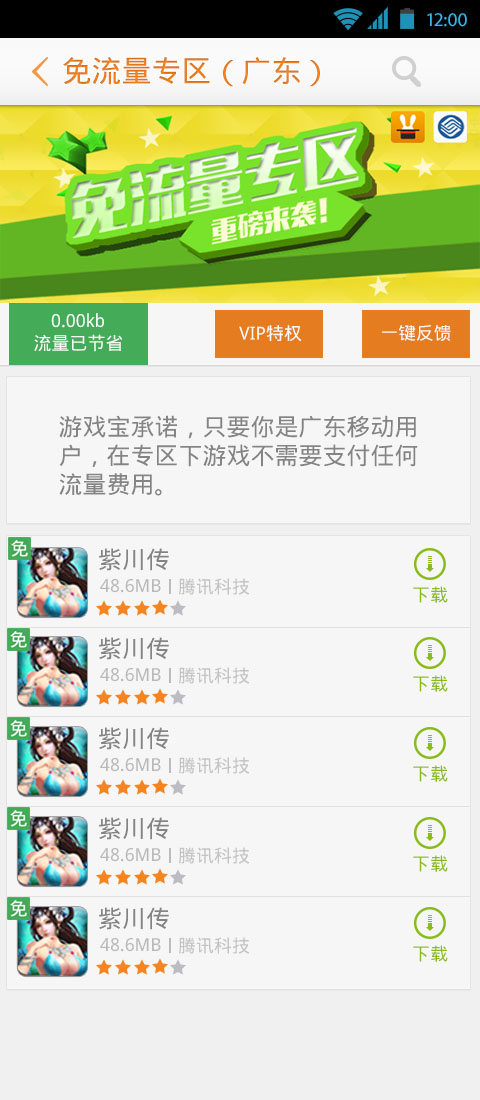 12:00
免流量专区（广东）
免流量专区
重磅来袭!
0.00kb
流量已节省
VIP特权
一键反馈
游戏宝承诺，只要你是广东移动用
户，在专区下游戏不需要支付任何
流量费用。
免
紫川传
48.6MB | 腾讯科技
下载
免
紫川传
48.6MB | 腾讯科技
下载
免
紫川传
48.6MB | 腾讯科技
下载
免
紫川传
48.6MB | 腾讯科技
下载
免
紫川传
48.6MB | 腾讯科技
下载